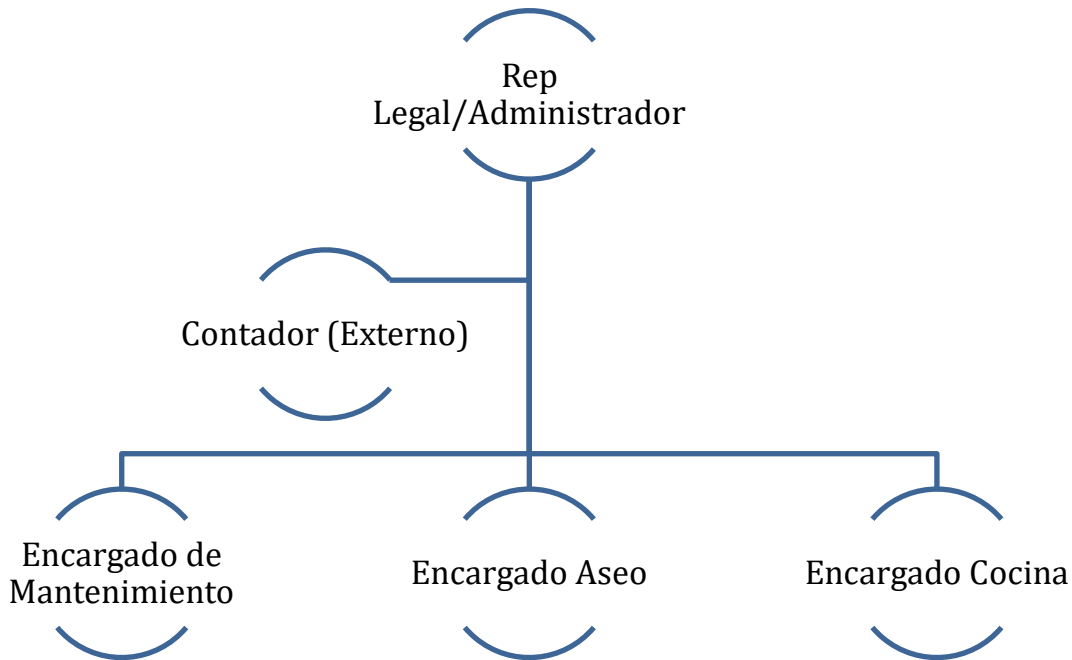 Rep
Legal/Administrador
Contador (Externo)
Encargado de
Mantenimiento
Encargado Aseo
Encargado Cocina